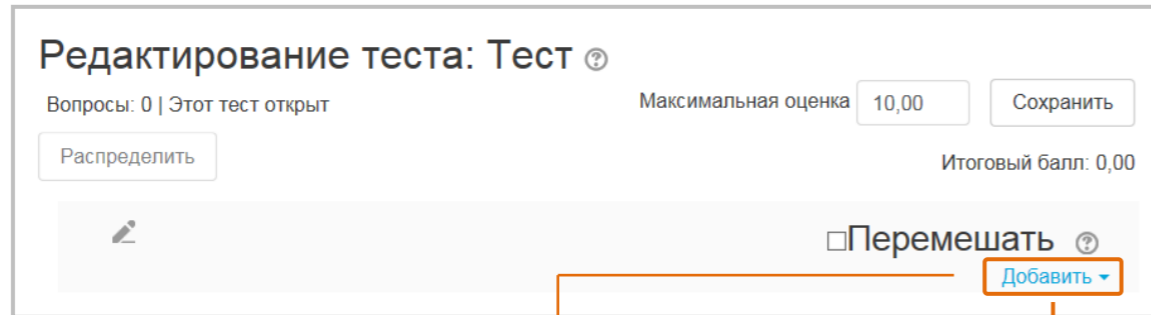 Редактирование теста: Тест
Вопросы: 0 | Этот тест открыт
Максимальная оценка 10,00 Сохранить
Распределить
Итоговый балл: 0,00
Перемешать
Добавить